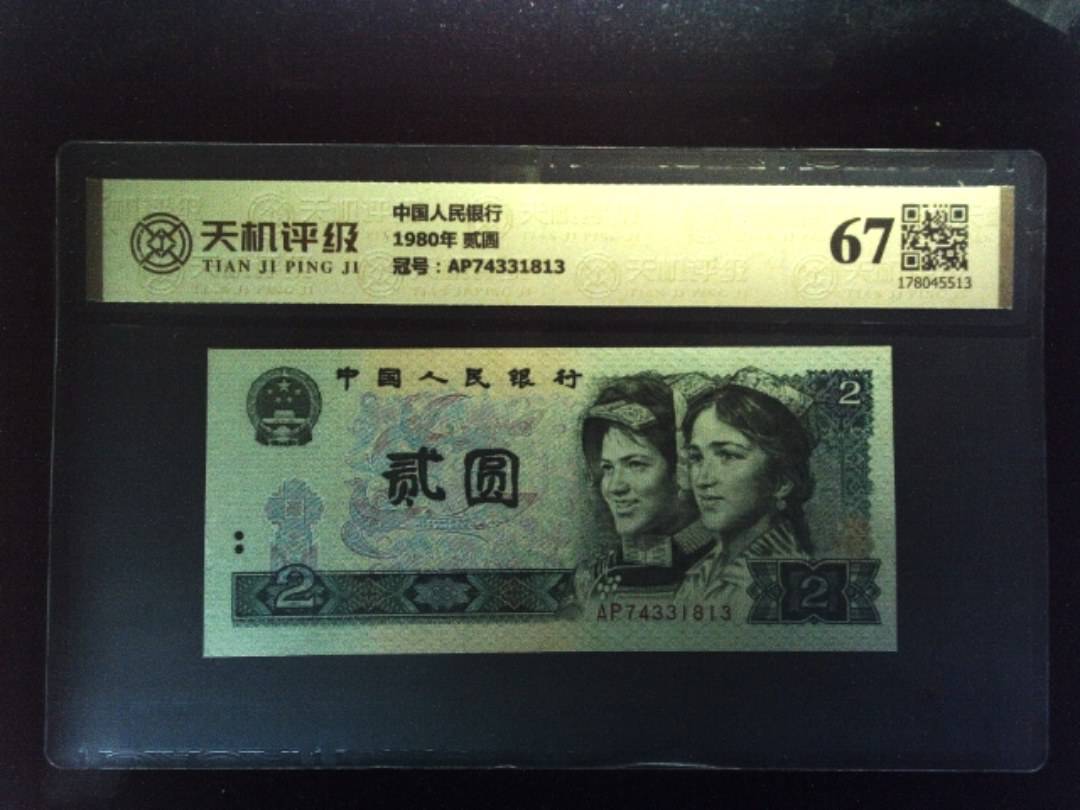 天机评级
TIAN JI PING JI
中国人民银行
1980年 贰圆
冠号：AP74331813
67
178045513
中国人民银行
2
贰圆
2
AP74331813
2